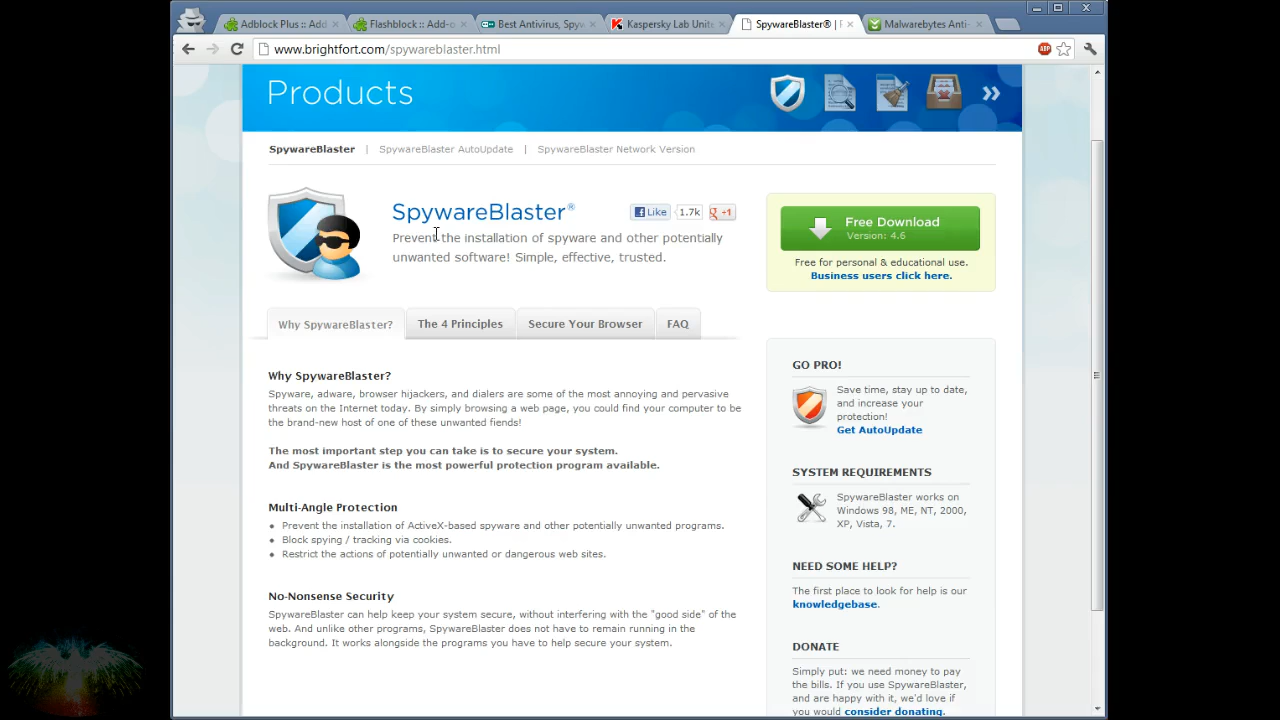 Adblock Plus :: Add
Flashblock :: Add-o
Best Antivirus, Spyw
Kaspersky Lab Unite
SpywareBlaster® |
Malwarebytes Anti-
www.brightfort.com/spywareblaster.html
ABP
Products
SpywareBlaster | SpywareBlaster AutoUpdate | SpywareBlaster Network Version
SpywareBlaster®
Like 1.7k +1
Prevent the installation of spyware and other potentially
unwanted software! Simple, effective, trusted.
Free Download
Version: 4.6
Free for personal & educational use.
Business users click here.
Why SpywareBlaster?
The 4 Principles
Secure Your Browser
FAQ
Why SpywareBlaster?
Spyware, adware, browser hijackers, and dialers are some of the most annoying and pervasive
threats on the Internet today. By simply browsing a web page, you could find your computer to be
the brand-new host of one of these unwanted fiends!
The most important step you can take is to secure your system.
And SpywareBlaster is the most powerful protection program available.
Multi-Angle Protection
Prevent the installation of ActiveX-based spyware and other potentially unwanted programs.
Block spying / tracking via cookies.
Restrict the actions of potentially unwanted or dangerous web sites.
No-Nonsense Security
SpywareBlaster can help keep your system secure, without interfering with the "good side" of the
web. And unlike other programs, SpywareBlaster does not have to remain running in the
background. It works alongside the programs you have to help secure your system.
GO PRO!
Save time, stay up to date,
and increase your
protection!
Get AutoUpdate
SYSTEM REQUIREMENTS
SpywareBlaster works on
Windows 98, ME, NT, 2000,
XP, Vista, 7.
NEED SOME HELP?
The first place to look for help is our
knowledgebase.
DONATE
Simply put: we need money to pay
the bills. If you use SpywareBlaster,
and are happy with it, we'd love if
you would consider donating.